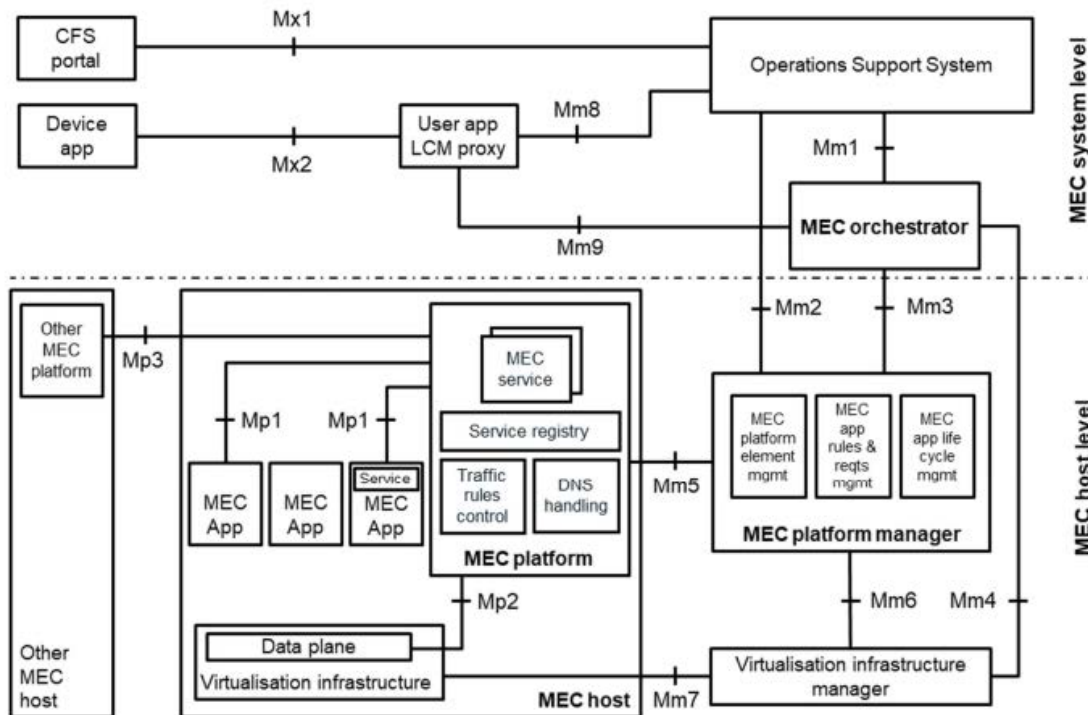 CFS
portal
Mx1
Operations Support System
MEC system level
Device
app
Mx2
User app
LCM proxy
Mm8
Mm1
MEC orchestrator
Mm9
Mm2
Mm3
Other
MEC
platform
Mp3
MEC
service
Mp1
Mp1
Service registry
Traffic
rules
control
DNS
handling
MEC platform
MEC
App
MEC
App
Service
MEC
App
Mm5
MEC
platform
element
mgmt
MEC
app
rules &
reqts
mgmt
MEC
app life
cycle
mgmt
MEC platform manager
MEC host level
Mp2
Mm6
Mm4
Data plane
Virtualisation infrastructure
MEC host
Mm7
Virtualisation infrastructure
manager
Other
MEC
host